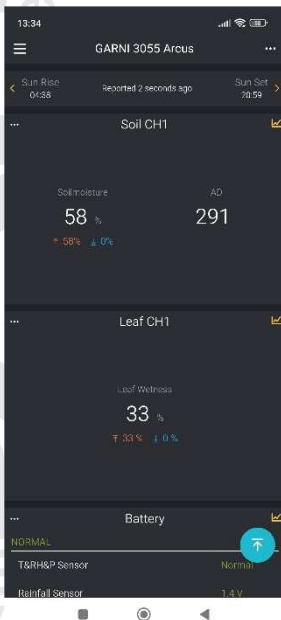 13:34
GARNI 3055 Arcus
Sun Rise
04:38
Reported 2 seconds ago
Sun Set
20:59
Soil CH1
Soilmoisture
AD
58 %
291
58% 0%
Leaf CH1
Leaf Wetness
33 %
33 % 0 %
Battery
NORMAL
T&RH&P Sensor Normal
Rainfall Sensor 1.4 V